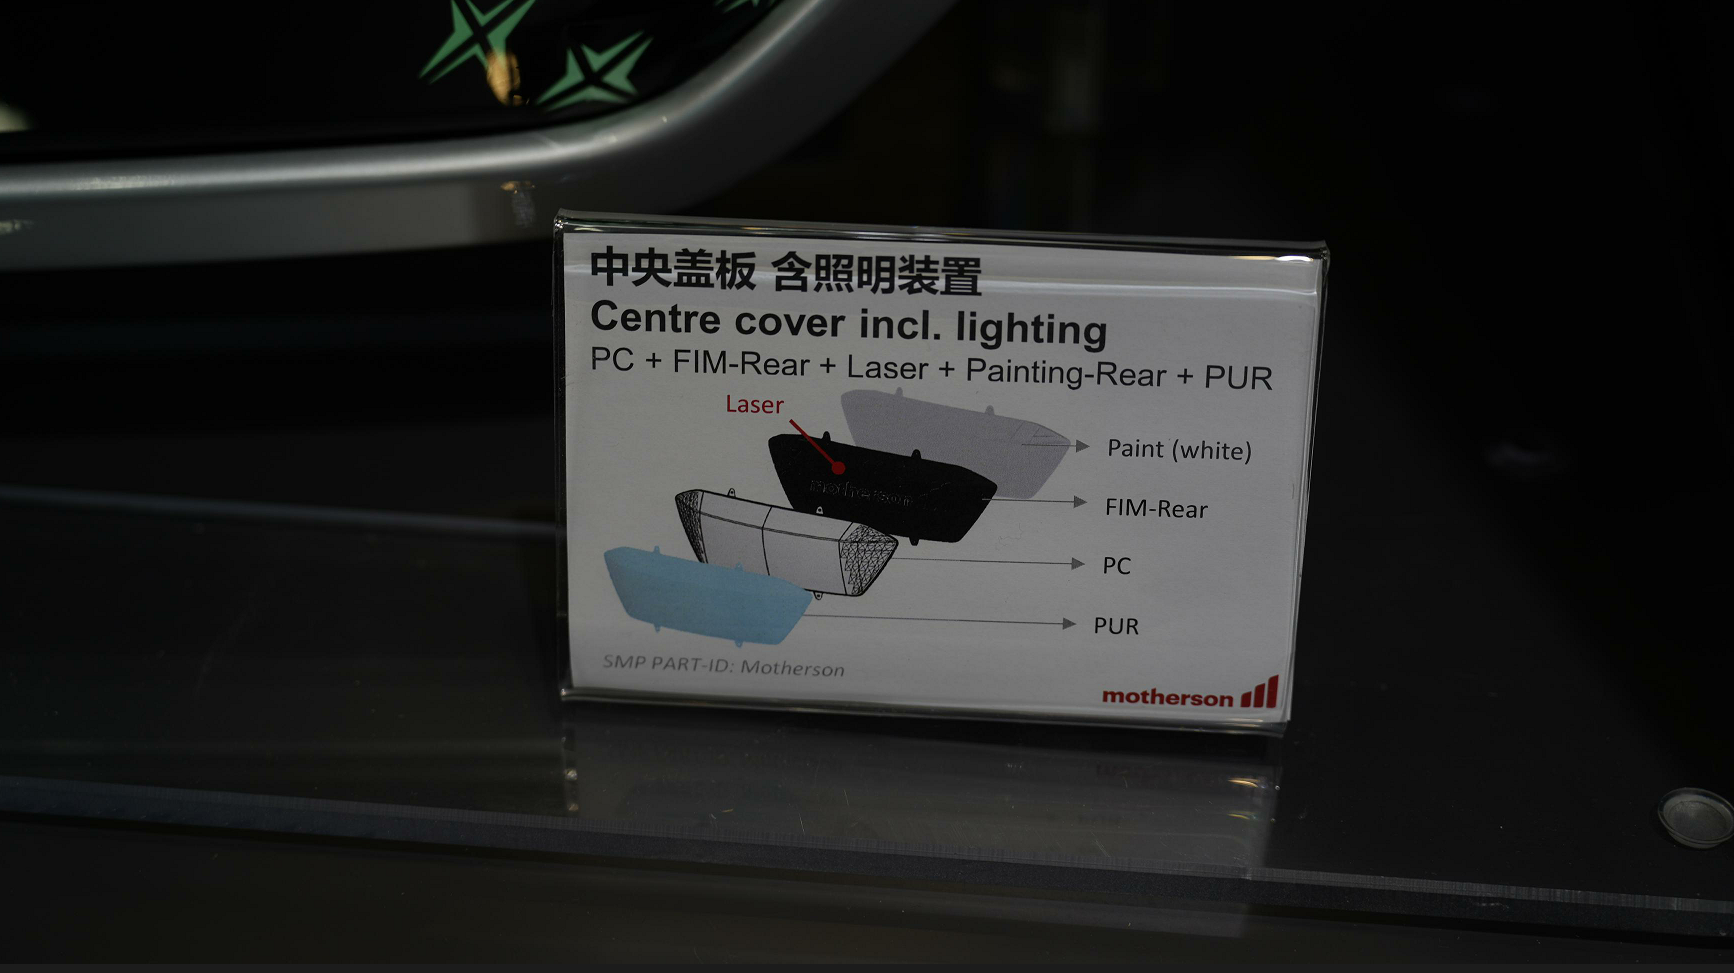 中央盖板 含照明装置
Centre cover incl. lighting
PC + FIM-Rear + Laser + Painting-Rear + PUR
Laser
Paint (white)
motherson
FIM-Rear
PC
PUR
SMP PART-ID: Motherson
motherson